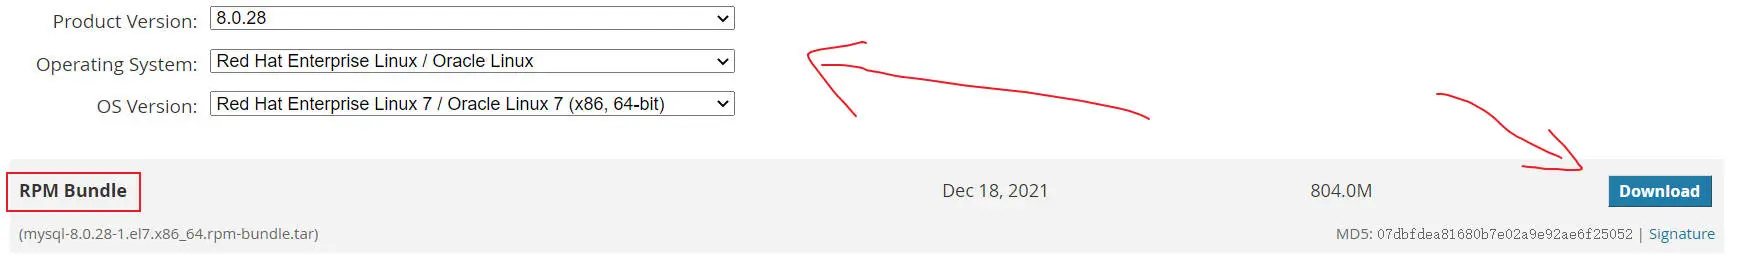 Product Version: 8.0.28
Operating System: Red Hat Enterprise Linux / Oracle Linux
OS Version: Red Hat Enterprise Linux 7 / Oracle Linux 7 (x86, 64-bit)
RPM Bundle Dec 18, 2021 804.0M Download
(mysql-8.0.28-1.el7.x86_64.rpm-bundle.tar) MD5: 07dbfdea81680b7e02a9e92ae6f25052 | Signature